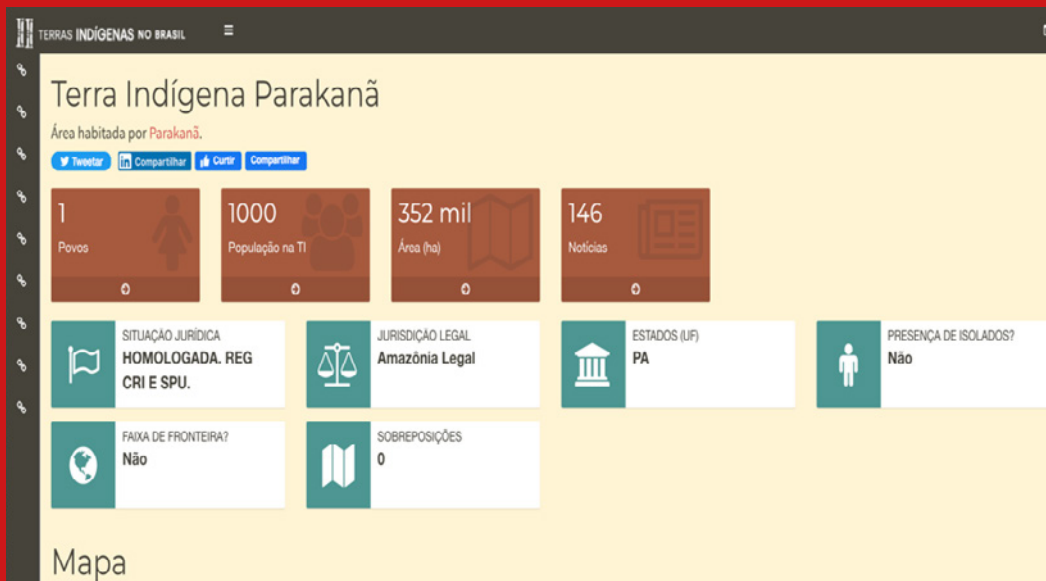 TERRAS INDÍGENAS NO BRASIL
Terra Indígena Parakanã
Área habitada por Parakanã.
Tweetar
in Compartilhar
Curtir
Compartilhar
1
Povos
1000
População na TI
352 mil
Área (ha)
146
Notícias
SITUAÇÃO JURÍDICA
HOMOLOGADA. REG
CRI E SPU.
JURISDIÇÃO LEGAL
Amazônia Legal
ESTADOS (UF)
PA
PRESENÇA DE ISOLADOS?
Não
FAIXA DE FRONTEIRA?
Não
SOBREPOSIÇÕES
0
Mapa